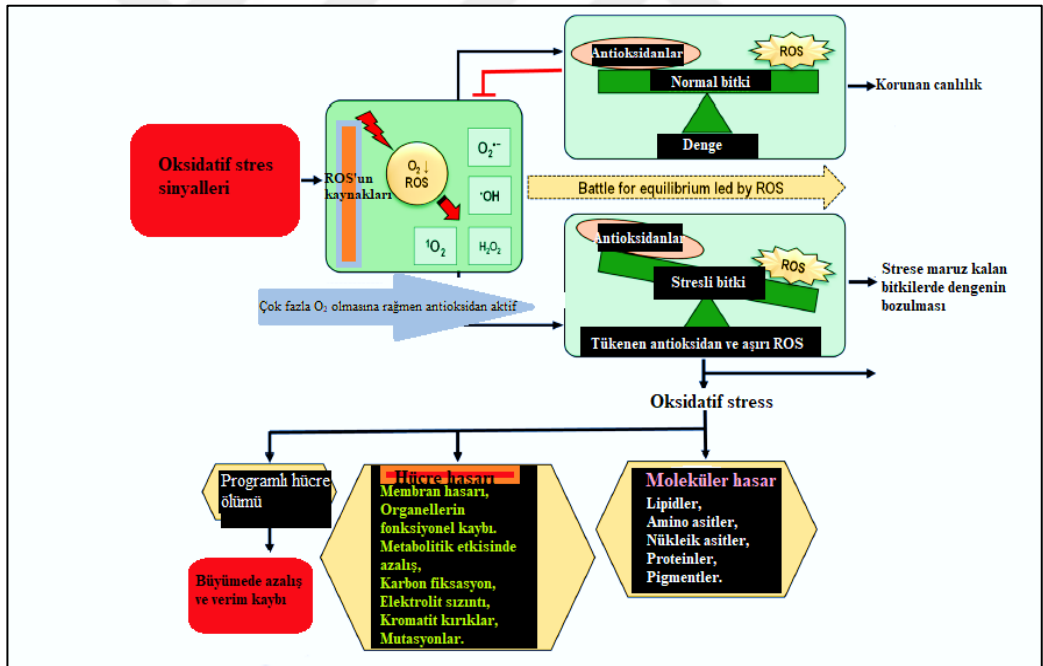 Oksidatif stres
sinyalleri
ROS'un
kaynakları
O₂ ↓
ROS
O₂•−
•OH
¹O₂
H₂O₂
Antioksidanlar
ROS
Normal bitki
Denge
Korunan canlılık
Battle for equilibrium led by ROS
Çok fazla O₂ olmasına rağmen antioksidan aktif
Antioksidanlar
ROS
Stresli bitki
Tükenen antioksidan ve aşırı ROS
Strese maruz kalan
bitkilerde dengenin
bozulması
Oksidatif stress
Programlı hücre
ölümü
Büyümede azalış
ve verim kaybı
Hücre hasarı
Membran hasarı,
Organellerin
fonksiyonel kaybı.
Metabolitik etkisinde
azalış,
Karbon fiksasyon,
Elektrolit sızıntı,
Kromatit kırıklar,
Mutasyonlar.
Moleküler hasar
Lipidler,
Amino asitler,
Nükleik asitler,
Proteinler,
Pigmentler.